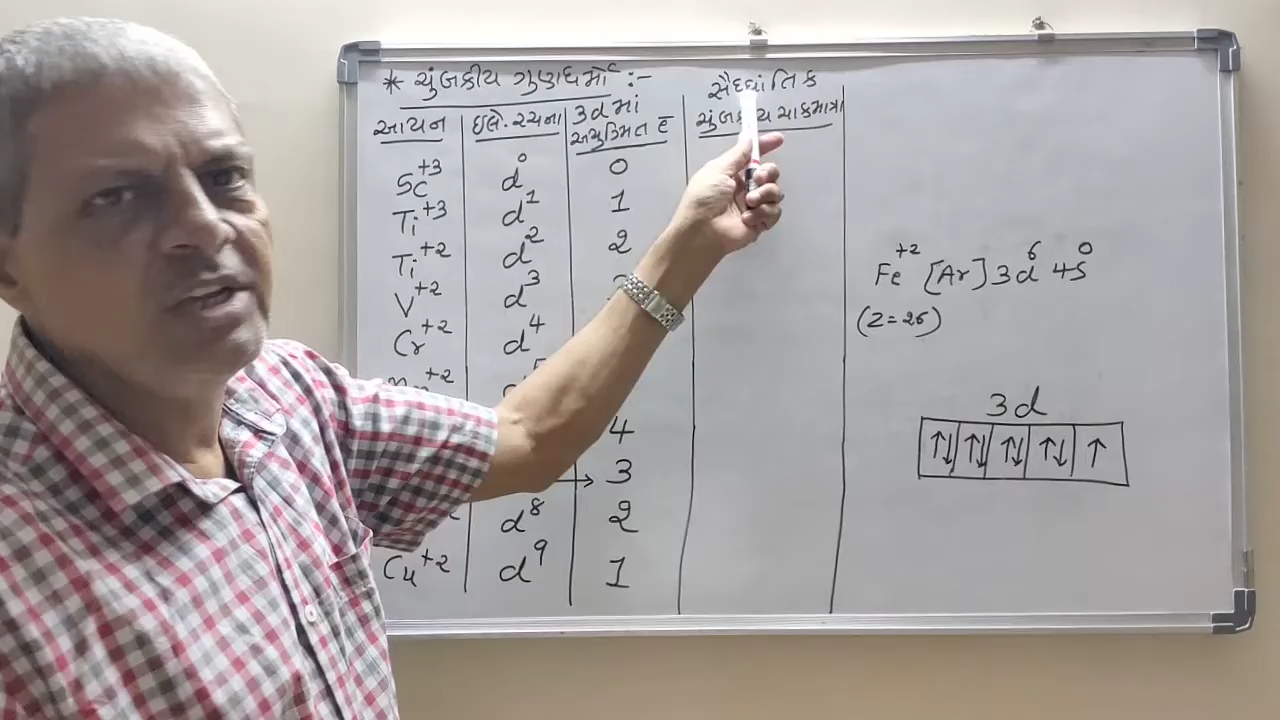 * ચુંબકીય ગુણધર્મો :-
આયન ઇલે. રચના 3d માં અયુગ્મિત ē સૈધ્ધાંતિક ચુંબકીય ચાકમાત્રા
Sc+3 d0 0
Ti+3 d1 1
Ti+2 d2 2
V+2 d3
Cr+2 d4
+2
4
→ 3
d8 2
Cu+2 d9 1
Fe+2 [Ar] 3d6 4S0
(Z=26)
3d
↑↓ ↑↓ ↑↓ ↑↓ ↑